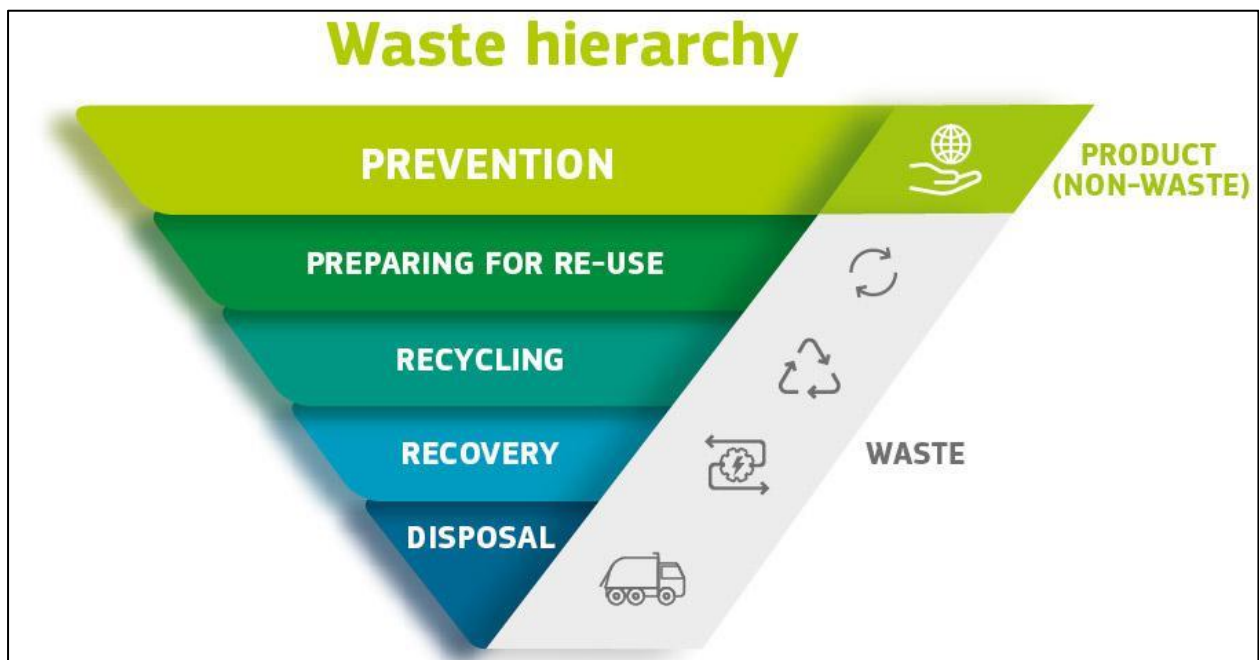 Waste hierarchy
PREVENTION
PRODUCT
(NON-WASTE)
PREPARING FOR RE-USE
RECYCLING
RECOVERY
WASTE
DISPOSAL